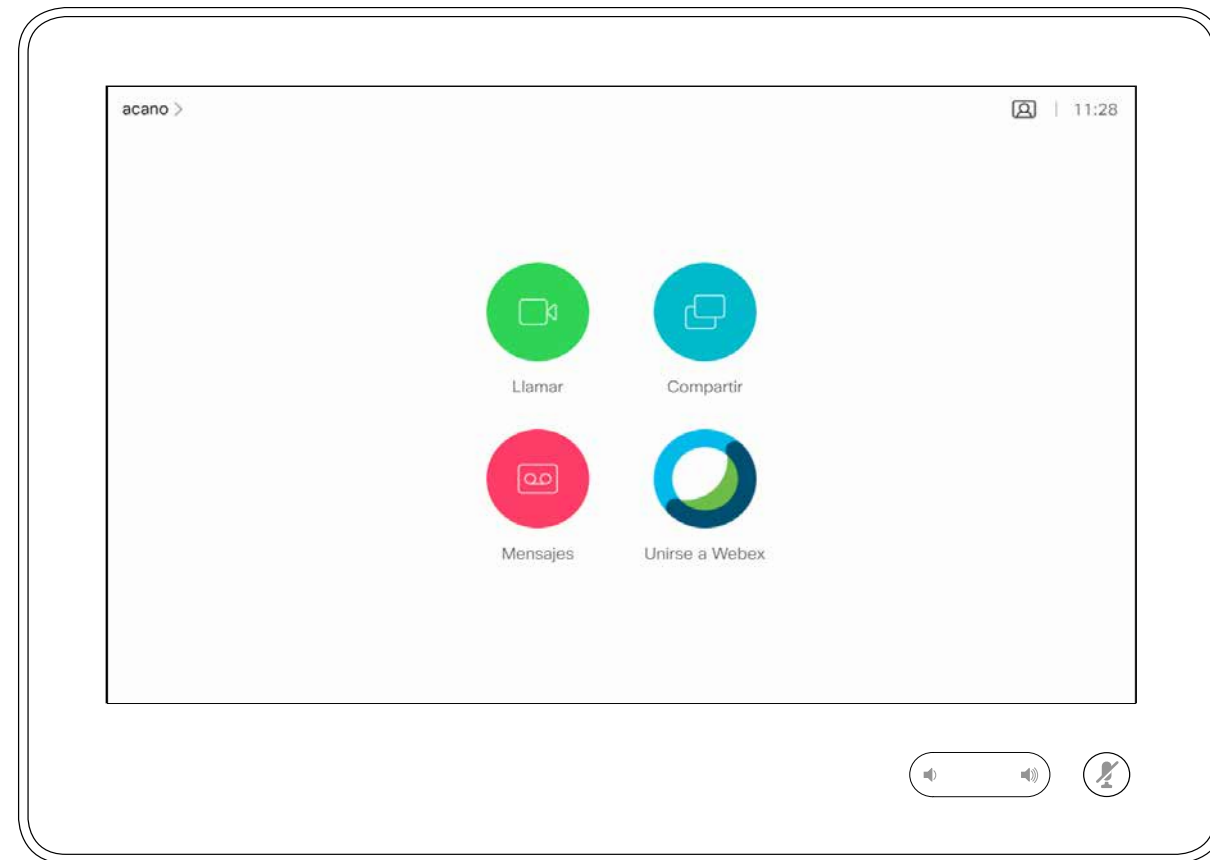 acano >
11:28
Llamar
Compartir
Mensajes
Unirse a Webex